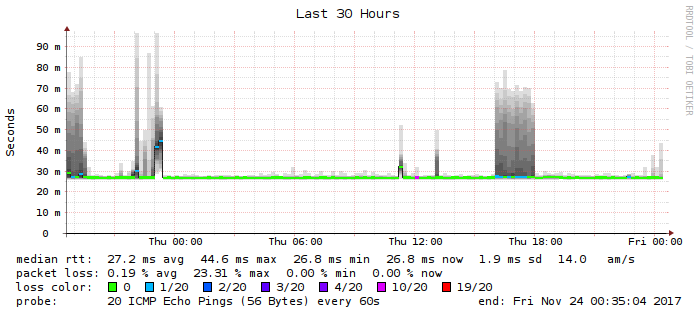 Last 30 Hours
RRDTOOL / TOBI OETIKER
Seconds
90 m
80 m
70 m
60 m
50 m
40 m
30 m
20 m
10 m
0
Thu 00:00 Thu 06:00 Thu 12:00 Thu 18:00 Fri 00:00
median rtt: 27.2 ms avg 44.6 ms max 26.8 ms min 26.8 ms now 1.9 ms sd 14.0 am/s
packet loss: 0.19 % avg 23.31 % max 0.00 % min 0.00 % now
loss color: 0 1/20 2/20 3/20 4/20 10/20 19/20
probe: 20 ICMP Echo Pings (56 Bytes) every 60s end: Fri Nov 24 00:35:04 2017